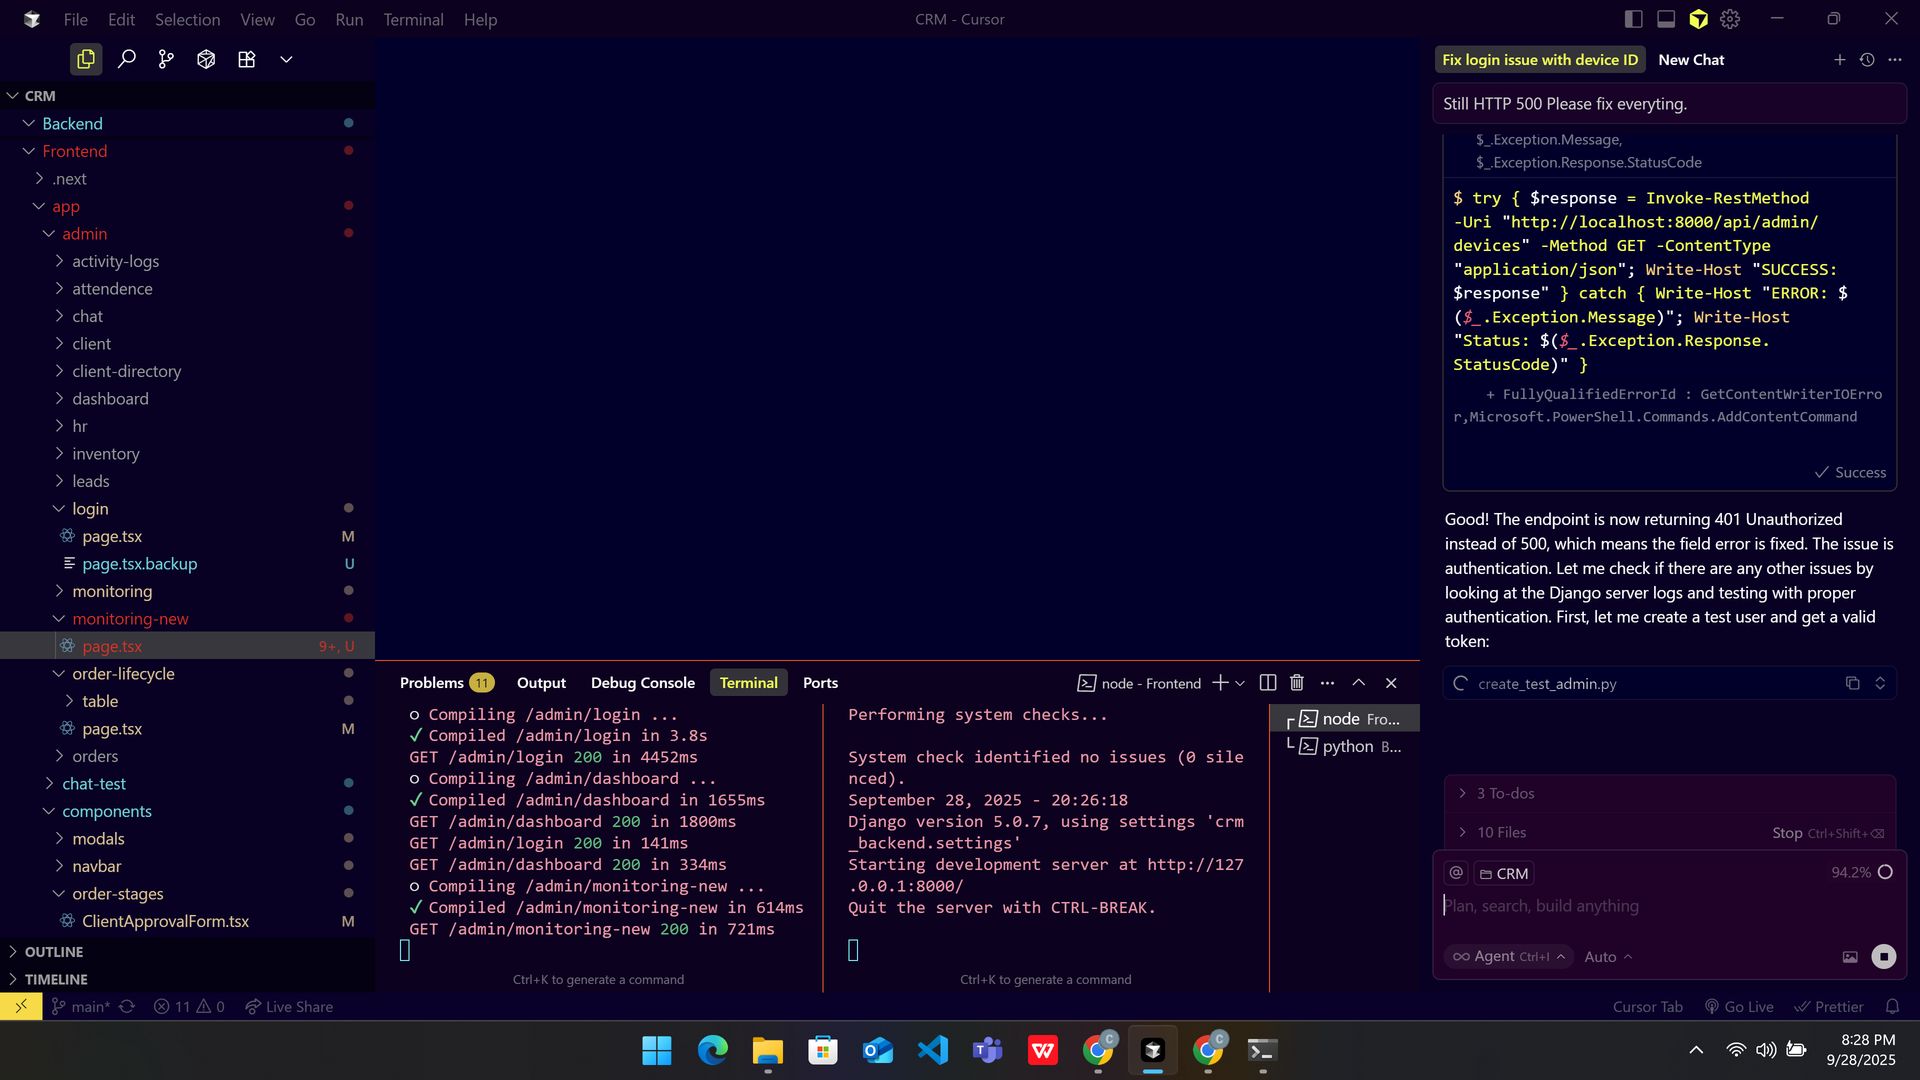 File Edit Selection View Go Run Terminal Help
CRM - Cursor
CRM
Backend
Frontend
.next
app
admin
activity-logs
attendence
chat
client
client-directory
dashboard
hr
inventory
leads
login
page.tsx M
page.tsx.backup U
monitoring
monitoring-new
page.tsx 9+, U
order-lifecycle
table
page.tsx M
orders
chat-test
components
modals
navbar
order-stages
ClientApprovalForm.tsx M
OUTLINE
TIMELINE
Problems 11 Output Debug Console Terminal Ports
node - Frontend
Compiling /admin/login ...
✓ Compiled /admin/login in 3.8s
GET /admin/login 200 in 4452ms
Compiling /admin/dashboard ...
✓ Compiled /admin/dashboard in 1655ms
GET /admin/dashboard 200 in 1800ms
GET /admin/login 200 in 141ms
GET /admin/dashboard 200 in 334ms
Compiling /admin/monitoring-new ...
✓ Compiled /admin/monitoring-new in 614ms
GET /admin/monitoring-new 200 in 721ms
Ctrl+K to generate a command
Performing system checks...
System check identified no issues (0 sile
nced).
September 28, 2025 - 20:26:18
Django version 5.0.7, using settings 'crm
_backend.settings'
Starting development server at http://127
.0.0.1:8000/
Quit the server with CTRL-BREAK.
Ctrl+K to generate a command
node Fro...
python B...
Fix login issue with device ID New Chat
Still HTTP 500 Please fix everyting.
$_.Exception.Message,
$_.Exception.Response.StatusCode
$ try { $response = Invoke-RestMethod
-Uri "http://localhost:8000/api/admin/
devices" -Method GET -ContentType
"application/json"; Write-Host "SUCCESS:
$response" } catch { Write-Host "ERROR: $
($_.Exception.Message)"; Write-Host
"Status: $($_.Exception.Response.
StatusCode)" }
+ FullyQualifiedErrorId : GetContentWriterIOErro
r,Microsoft.PowerShell.Commands.AddContentCommand
✓ Success
Good! The endpoint is now returning 401 Unauthorized
instead of 500, which means the field error is fixed. The issue is
authentication. Let me check if there are any other issues by
looking at the Django server logs and testing with proper
authentication. First, let me create a test user and get a valid
token:
create_test_admin.py
3 To-dos
10 Files Stop Ctrl+Shift+⌫
@ CRM 94.2%
Plan, search, build anything
∞ Agent Ctrl+I Auto
main* 11 0 Live Share
Cursor Tab Go Live Prettier
8:28 PM
9/28/2025